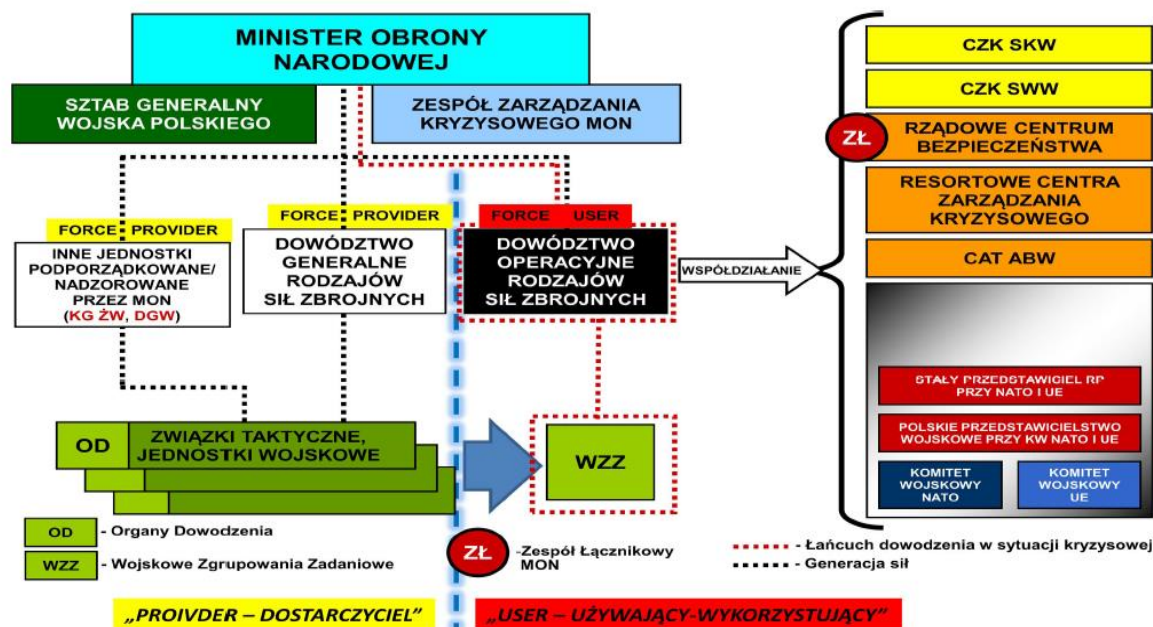 MINISTER OBRONY
NARODOWEJ
SZTAB GENERALNY
WOJSKA POLSKIEGO
ZESPÓŁ ZARZĄDZANIA
KRYZYSOWEGO MON
FORCE PROVIDER
INNE JEDNOSTKI
PODPORZĄDKOWANE/
NADZOROWANE
PRZEZ MON
(KG ŻW, DGW)
FORCE PROVIDER
DOWÓDZTWO
GENERALNE
RODZAJÓW
SIŁ ZBROJNYCH
FORCE USER
DOWÓDZTWO
OPERACYJNE
RODZAJÓW
SIŁ ZBROJNYCH
WSPÓŁDZIAŁANIE
CZK SKW
CZK SWW
ZŁ
RZĄDOWE CENTRUM
BEZPIECZEŃSTWA
RESORTOWE CENTRA
ZARZĄDZANIA
KRYZYSOWEGO
CAT ABW
STAŁY PRZEDSTAWICIEL RP
PRZY NATO I UE
POLSKIE PRZEDSTAWICIELSTWO
WOJSKOWE PRZY KW NATO I UE
KOMITET
WOJSKOWY
NATO
KOMITET
WOJSKOWY
UE
OD
ZWIĄZKI TAKTYCZNE,
JEDNOSTKI WOJSKOWE
WZZ
OD - Organy Dowodzenia
WZZ - Wojskowe Zgrupowania Zadaniowe
ZŁ -Zespół Łącznikowy
MON
- Łańcuch dowodzenia w sytuacji kryzysowej
- Generacja sił
„PROIVDER – DOSTARCZYCIEL”
„USER – UŻYWAJĄCY-WYKORZYSTUJĄCY”